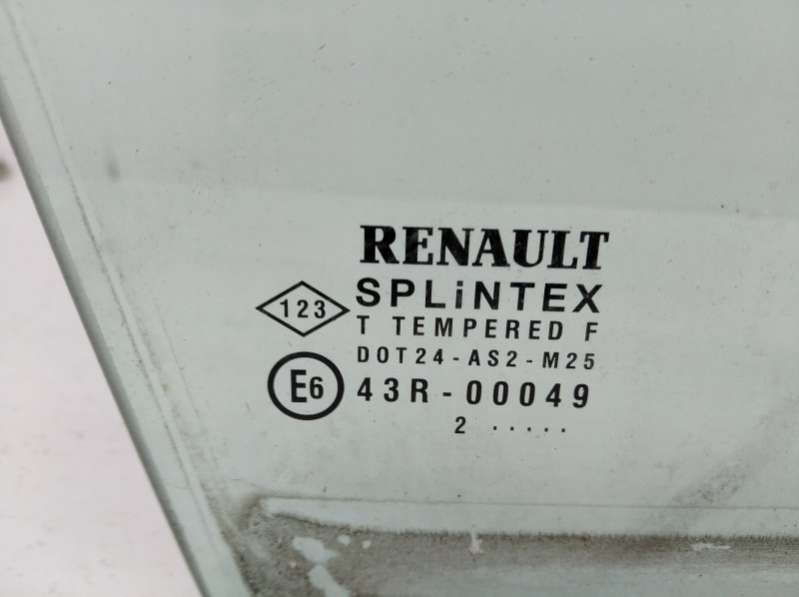 RENAULT
123
SPLiNTEX
T TEMPERED F
DOT24-AS2-M25
E6
43R-00049
2 .....